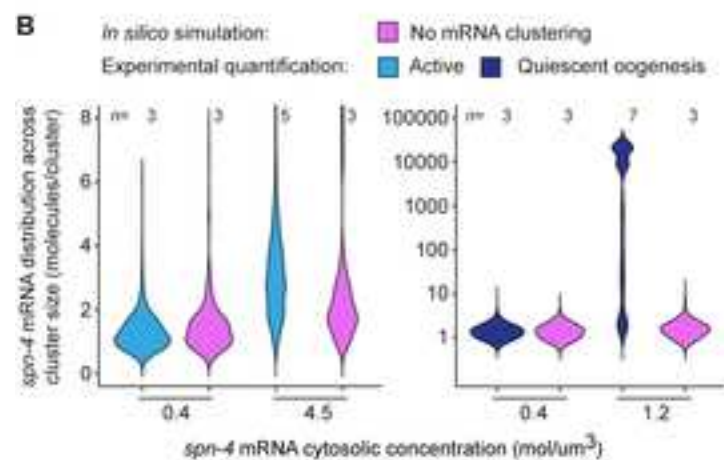 B
In silico simulation: No mRNA clustering
Experimental quantification: Active Quiescent oogenesis
spn-4 mRNA distribution across
cluster size (molecules/cluster)
8
6
4
2
0
n= 3 3 5 3
0.4 4.5
100000
10000
1000
100
10
1
n= 3 3 7 3
0.4 1.2
spn-4 mRNA cytosolic concentration (mol/um³)